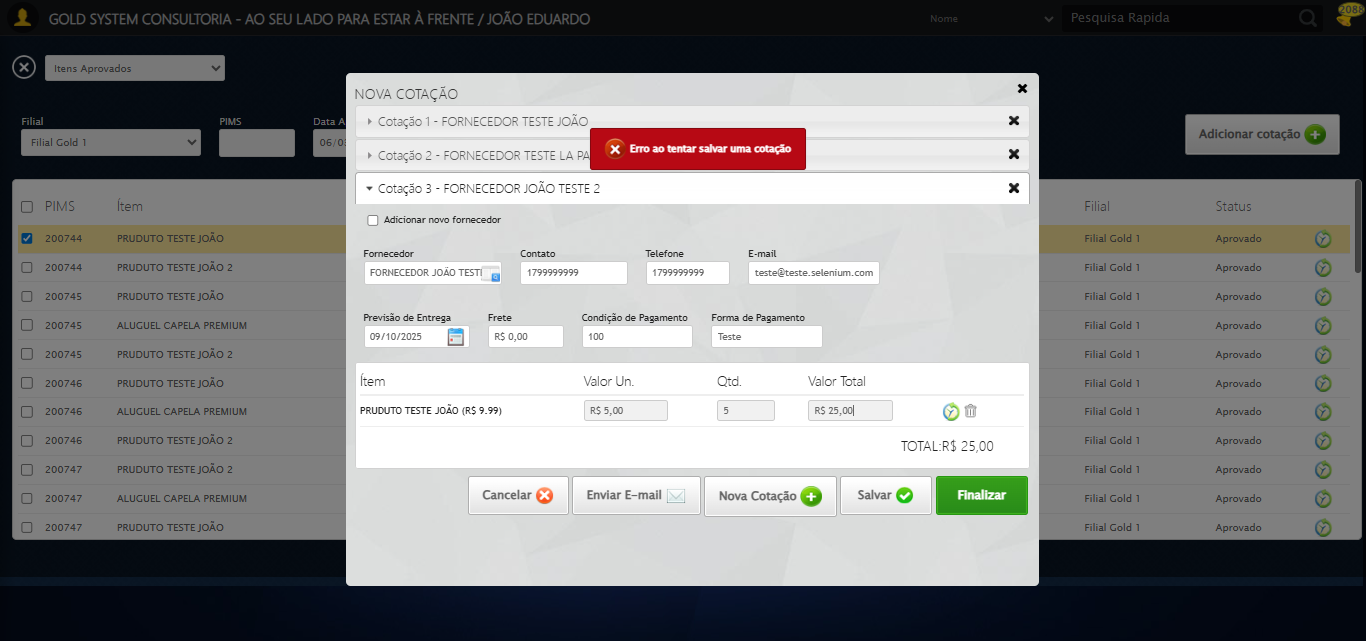 GOLD SYSTEM CONSULTORIA - AO SEU LADO PARA ESTAR À FRENTE / JOÃO EDUARDO
Nome
Pesquisa Rapida
2088
Itens Aprovados
Filial
PIMS
Data A
Filial Gold 1
06/0
Adicionar cotação
NOVA COTAÇÃO
Cotação 1 - FORNECEDOR TESTE JOÃO
Erro ao tentar salvar uma cotação
Cotação 2 - FORNECEDOR TESTE LA PA
Cotação 3 - FORNECEDOR JOÃO TESTE 2
Adicionar novo fornecedor
Fornecedor Contato Telefone E-mail
FORNECEDOR JOÃO TEST 1799999999 1799999999 teste@teste.selenium.com
Previsão de Entrega Frete Condição de Pagamento Forma de Pagamento
09/10/2025 R$ 0,00 100 Teste
Ítem Valor Un. Qtd. Valor Total
PRUDUTO TESTE JOÃO (R$ 9.99) R$ 5,00 5 R$ 25,00
TOTAL:R$ 25,00
Cancelar Enviar E-mail Nova Cotação Salvar Finalizar
PIMS Ítem Filial Status
200744 PRUDUTO TESTE JOÃO Filial Gold 1 Aprovado
200744 PRUDUTO TESTE JOÃO 2 Filial Gold 1 Aprovado
200745 PRUDUTO TESTE JOÃO Filial Gold 1 Aprovado
200745 ALUGUEL CAPELA PREMIUM Filial Gold 1 Aprovado
200745 PRUDUTO TESTE JOÃO 2 Filial Gold 1 Aprovado
200746 PRUDUTO TESTE JOÃO Filial Gold 1 Aprovado
200746 ALUGUEL CAPELA PREMIUM Filial Gold 1 Aprovado
200746 PRUDUTO TESTE JOÃO 2 Filial Gold 1 Aprovado
200747 PRUDUTO TESTE JOÃO 2 Filial Gold 1 Aprovado
200747 ALUGUEL CAPELA PREMIUM Filial Gold 1 Aprovado
200747 PRUDUTO TESTE JOÃO Filial Gold 1 Aprovado